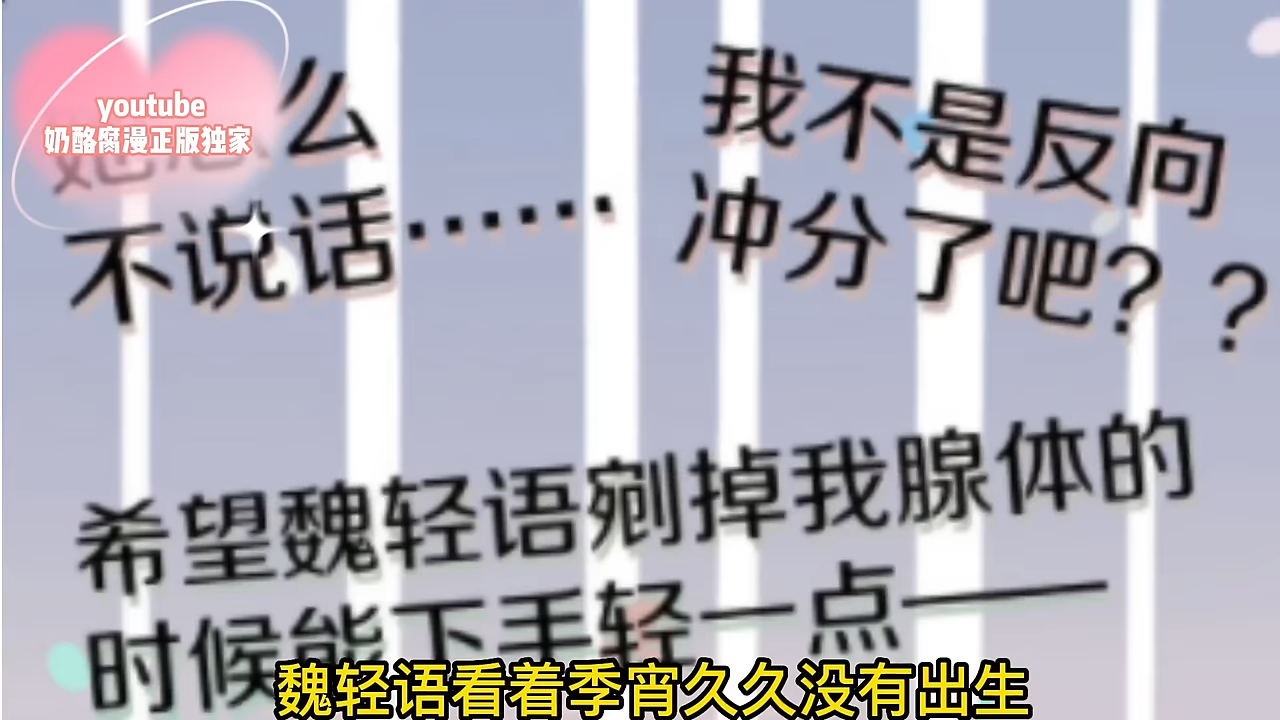 youtube
奶酪腐漫正版独家
么
不说话……
我不是反向
冲分了吧？？
希望魏轻语剜掉我腺体的
时候能下手轻一点——
魏轻语看着季宵久久没有出生